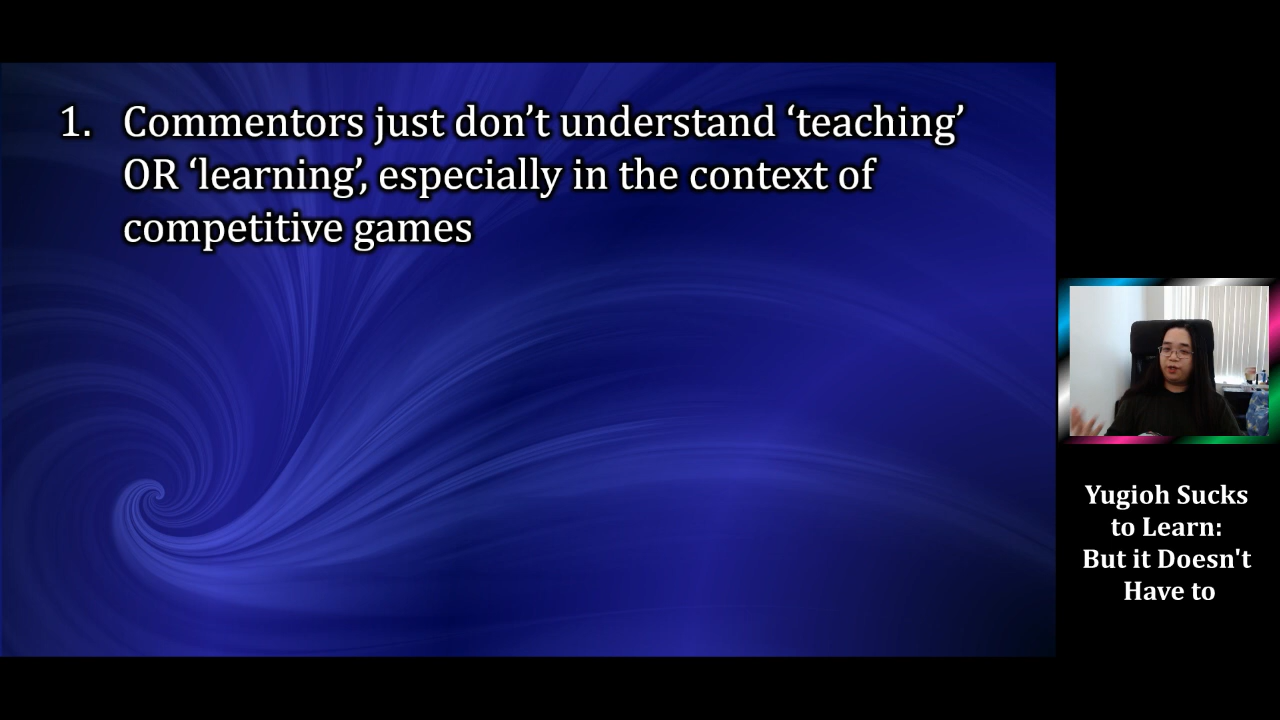 1. Commentors just don’t understand ‘teaching’
OR ‘learning’, especially in the context of
competitive games
Yugioh Sucks
to Learn:
But it Doesn't
Have to